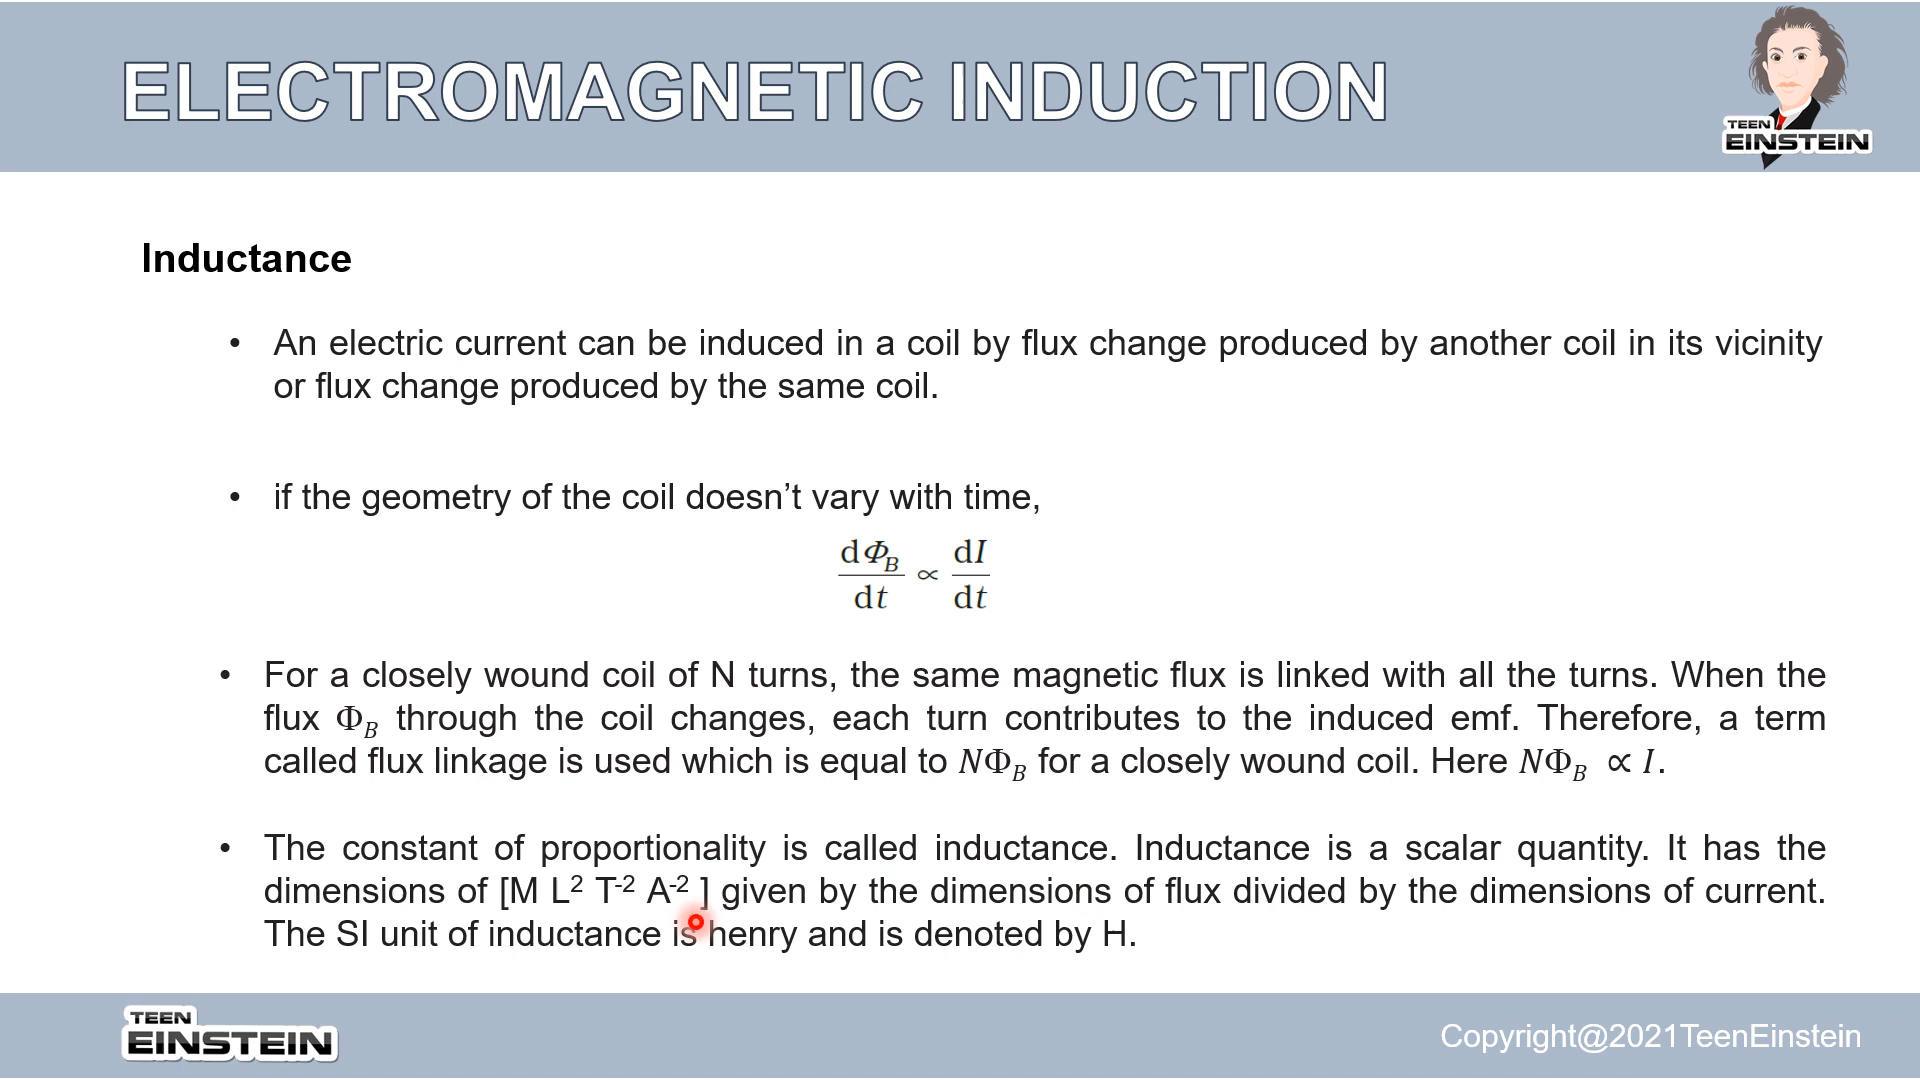 ELECTROMAGNETIC INDUCTION
TEEN
EINSTEIN
Inductance
• An electric current can be induced in a coil by flux change produced by another coil in its vicinity
or flux change produced by the same coil.
• if the geometry of the coil doesn’t vary with time,
dΦ_B/dt ∝ dI/dt
• For a closely wound coil of N turns, the same magnetic flux is linked with all the turns. When the
flux Φ_B through the coil changes, each turn contributes to the induced emf. Therefore, a term
called flux linkage is used which is equal to NΦ_B for a closely wound coil. Here NΦ_B ∝ I.
• The constant of proportionality is called inductance. Inductance is a scalar quantity. It has the
dimensions of [M L² T⁻² A⁻² ] given by the dimensions of flux divided by the dimensions of current.
The SI unit of inductance is henry and is denoted by H.
TEEN
EINSTEIN
Copyright@2021TeenEinstein